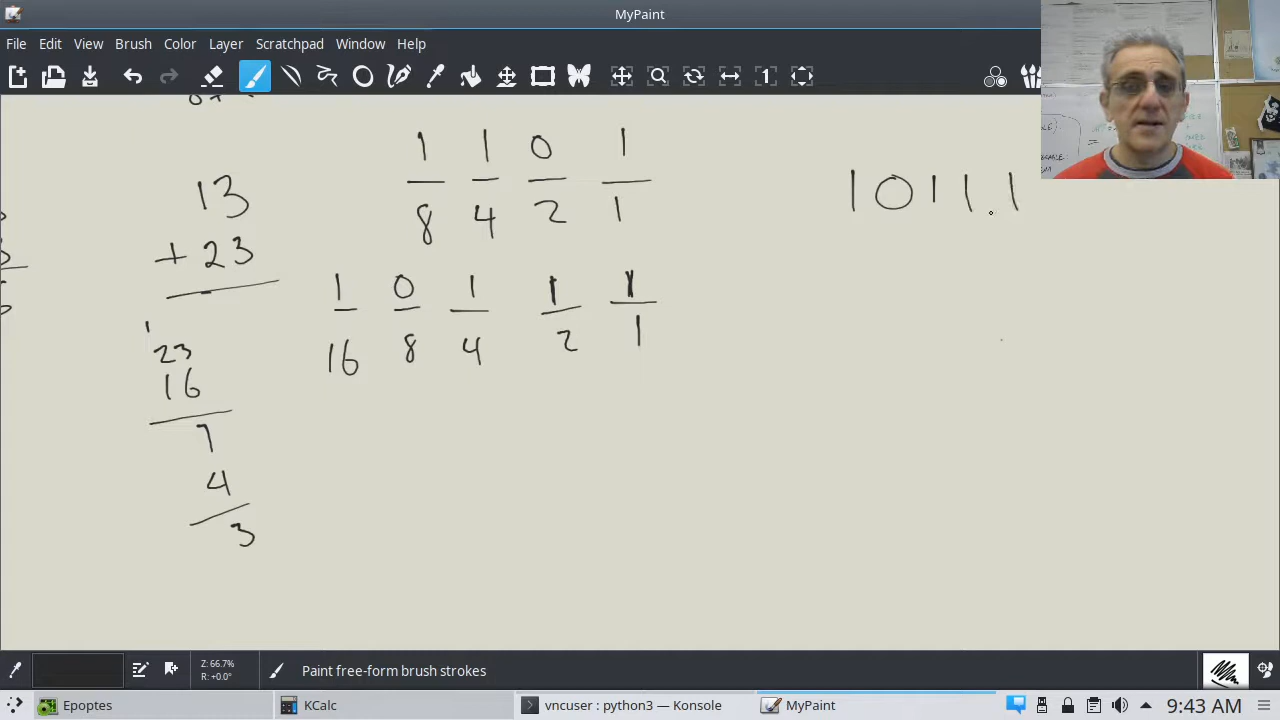 MyPaint
File Edit View Brush Color Layer Scratchpad Window Help
13
+ 23
23
16
7
4
3
1 1 0 1
8 4 2 1
1 0 1 1 1
16 8 4 2 1
1011.1
Z: 66.7%
R: +0.0°
Paint free-form brush strokes
Epoptes KCalc vncuser : python3 — Konsole MyPaint 9:43 AM